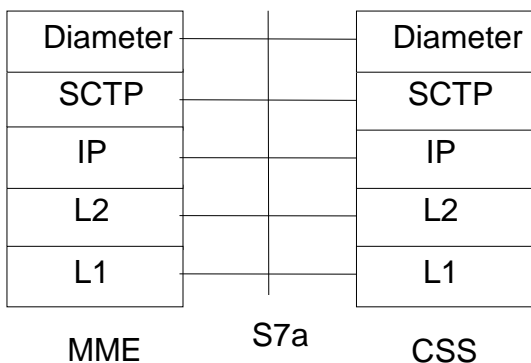 Diameter Diameter
SCTP SCTP
IP IP
L2 L2
L1 L1
S7a
MME CSS